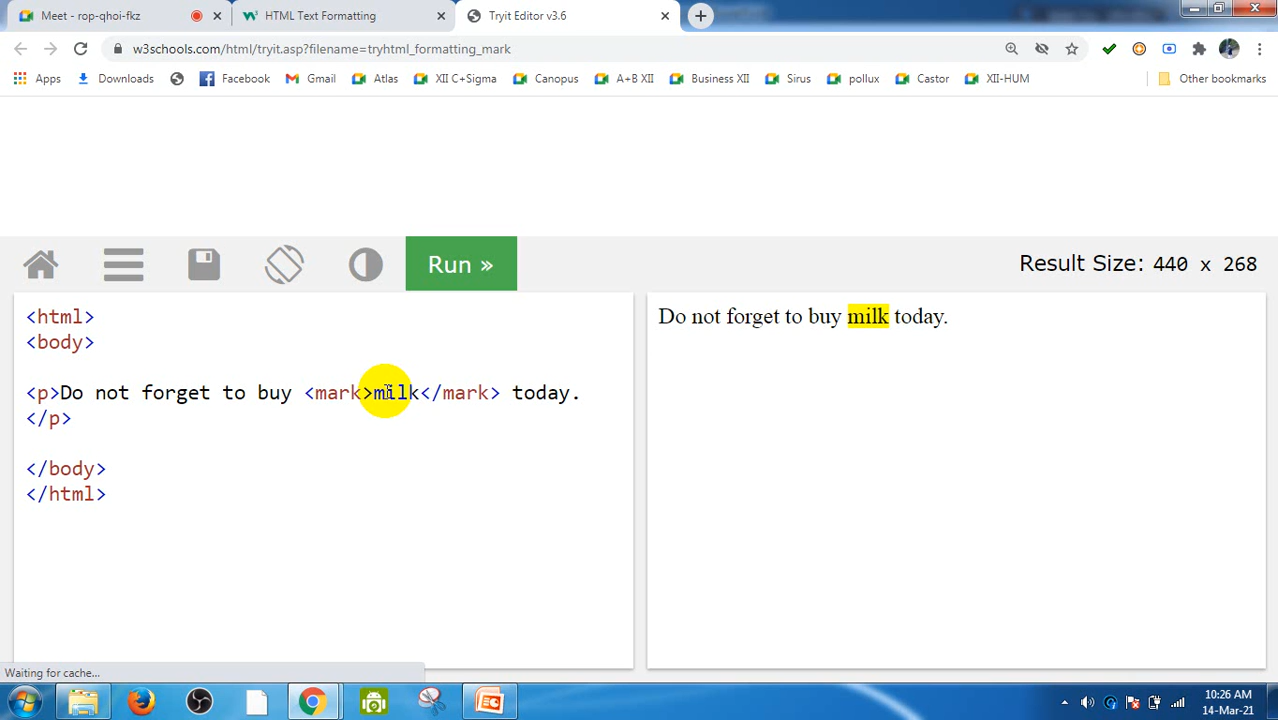 Meet - rop-qhoi-fkz
HTML Text Formatting
Tryit Editor v3.6
w3schools.com/html/tryit.asp?filename=tryhtml_formatting_mark
Apps Downloads Facebook Gmail Atlas XII C+Sigma Canopus A+B XII Business XII Sirus pollux Castor XII-HUM Other bookmarks
Run »
Result Size: 440 x 268
<html>
<body>
<p>Do not forget to buy <mark>milk</mark> today.
</p>
</body>
</html>
Do not forget to buy milk today.
Waiting for cache...
10:26 AM
14-Mar-21